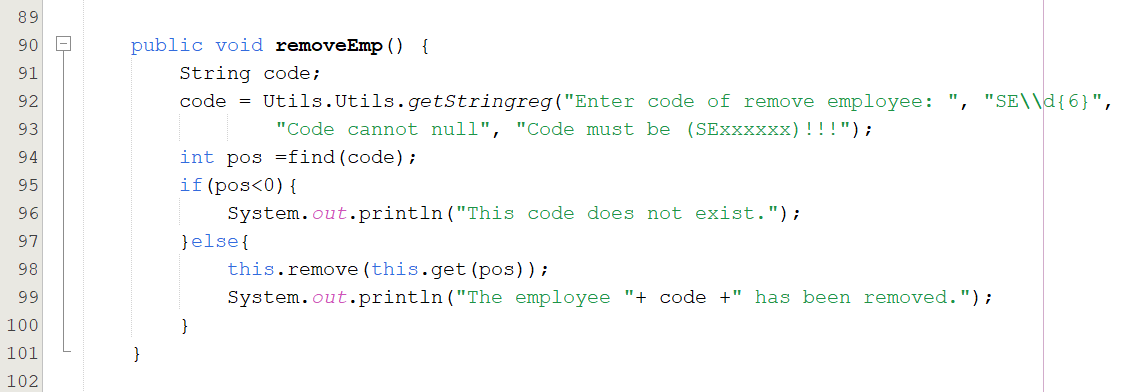 89
90 public void removeEmp() {
91 String code;
92 code = Utils.Utils.getStringreg("Enter code of remove employee: ", "SE\\d{6}",
93 "Code cannot null", "Code must be (SExxxxxx)!!!");
94 int pos =find(code);
95 if(pos<0){
96 System.out.println("This code does not exist.");
97 }else{
98 this.remove(this.get(pos));
99 System.out.println("The employee "+ code +" has been removed.");
100 }
101 }
102